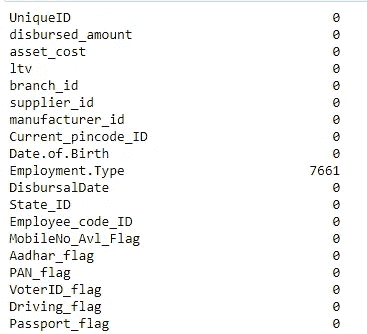 UniqueID 0
disbursed_amount 0
asset_cost 0
ltv 0
branch_id 0
supplier_id 0
manufacturer_id 0
Current_pincode_ID 0
Date.of.Birth 0
Employment.Type 7661
DisbursalDate 0
State_ID 0
Employee_code_ID 0
MobileNo_Avl_Flag 0
Aadhar_flag 0
PAN_flag 0
VoterID_flag 0
Driving_flag 0
Passport_flag 0